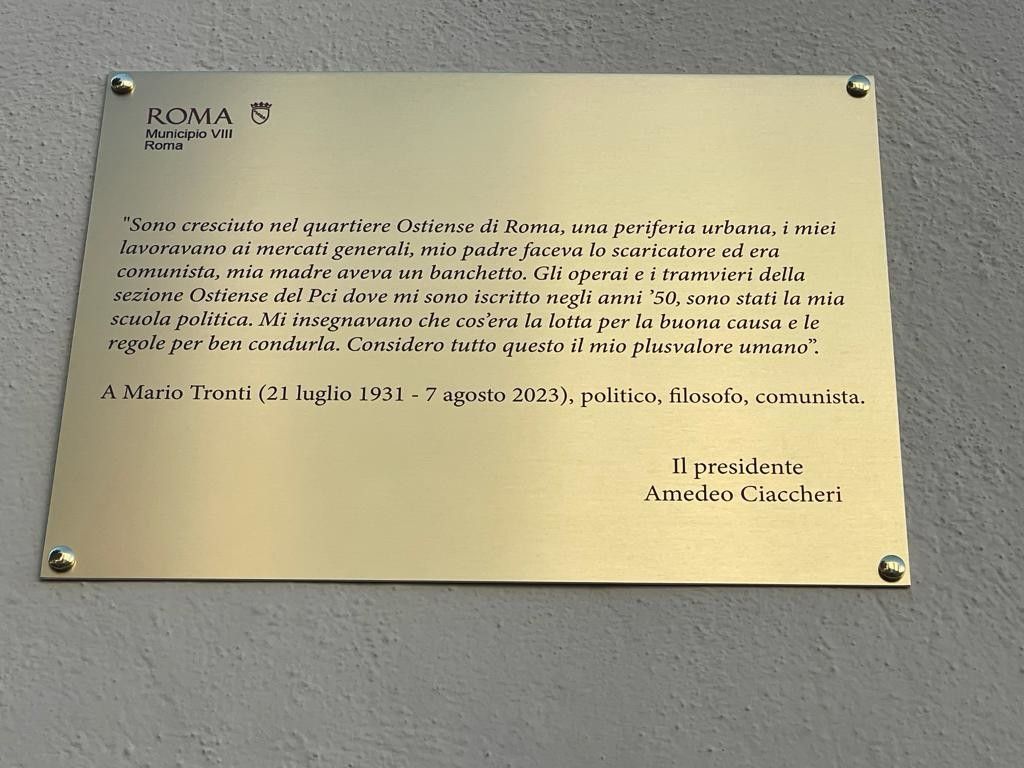 ROMA
Municipio VIII
Roma
"Sono cresciuto nel quartiere Ostiense di Roma, una periferia urbana, i miei
lavoravano ai mercati generali, mio padre faceva lo scaricatore ed era
comunista, mia madre aveva un banchetto. Gli operai e i tramvieri della
sezione Ostiense del Pci dove mi sono iscritto negli anni ’50, sono stati la mia
scuola politica. Mi insegnavano che cos’era la lotta per la buona causa e le
regole per ben condurla. Considero tutto questo il mio plusvalore umano”.
A Mario Tronti (21 luglio 1931 - 7 agosto 2023), politico, filosofo, comunista.
Il presidente
Amedeo Ciaccheri